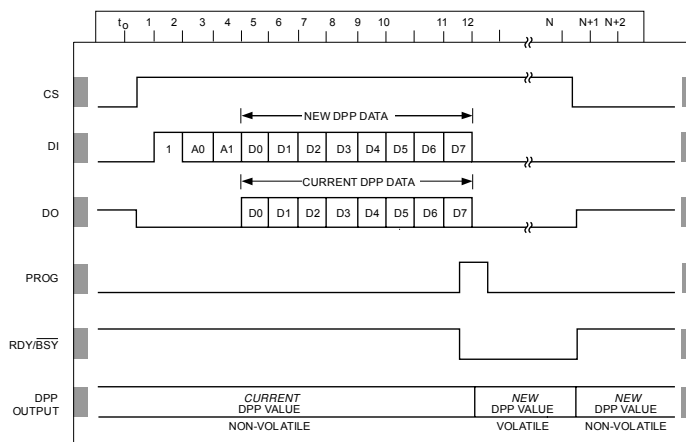 to 1 2 3 4 5 6 7 8 9 10 11 12 N N+1 N+2
CS
NEW DPP DATA
DI 1 A0 A1 D0 D1 D2 D3 D4 D5 D6 D7
CURRENT DPP DATA
DO D0 D1 D2 D3 D4 D5 D6 D7
PROG
RDY/BSY
DPP OUTPUT
CURRENT DPP VALUE
NON-VOLATILE
NEW DPP VALUE
VOLATILE
NEW DPP VALUE
NON-VOLATILE